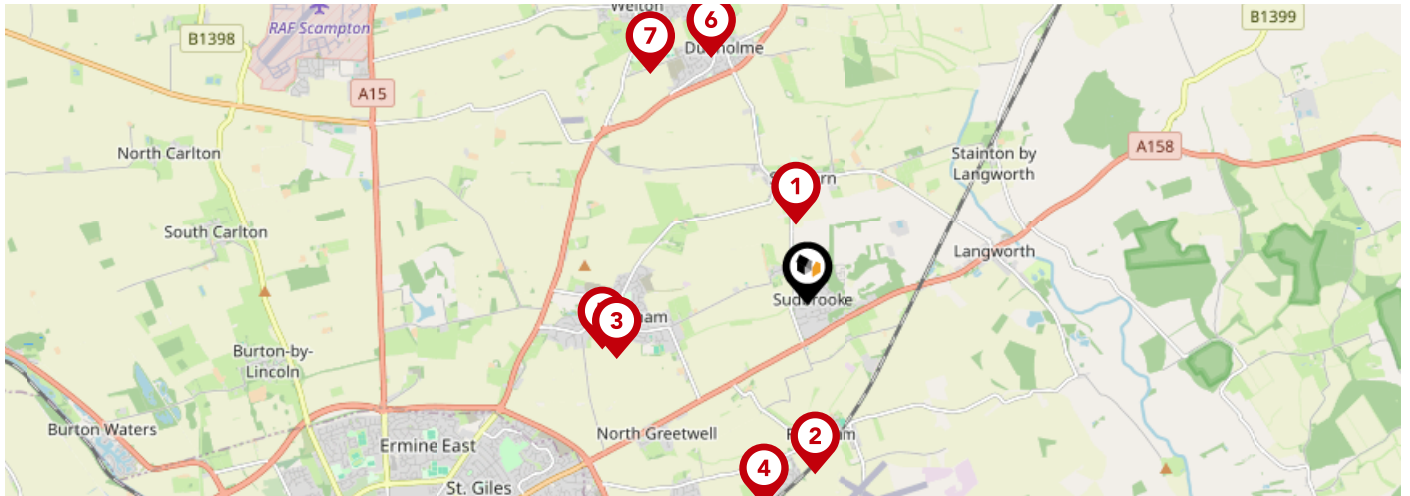 Welton
6
B1399
RAF Scampton
B1398
7
Dunholme
A15
North Carlton
A158
Stainton by
Langworth
1
South Carlton
Langworth
Sudbrooke
3
Burton-by-
Lincoln
Burton Waters
Ermine East
North Greetwell
2
4
St. Giles